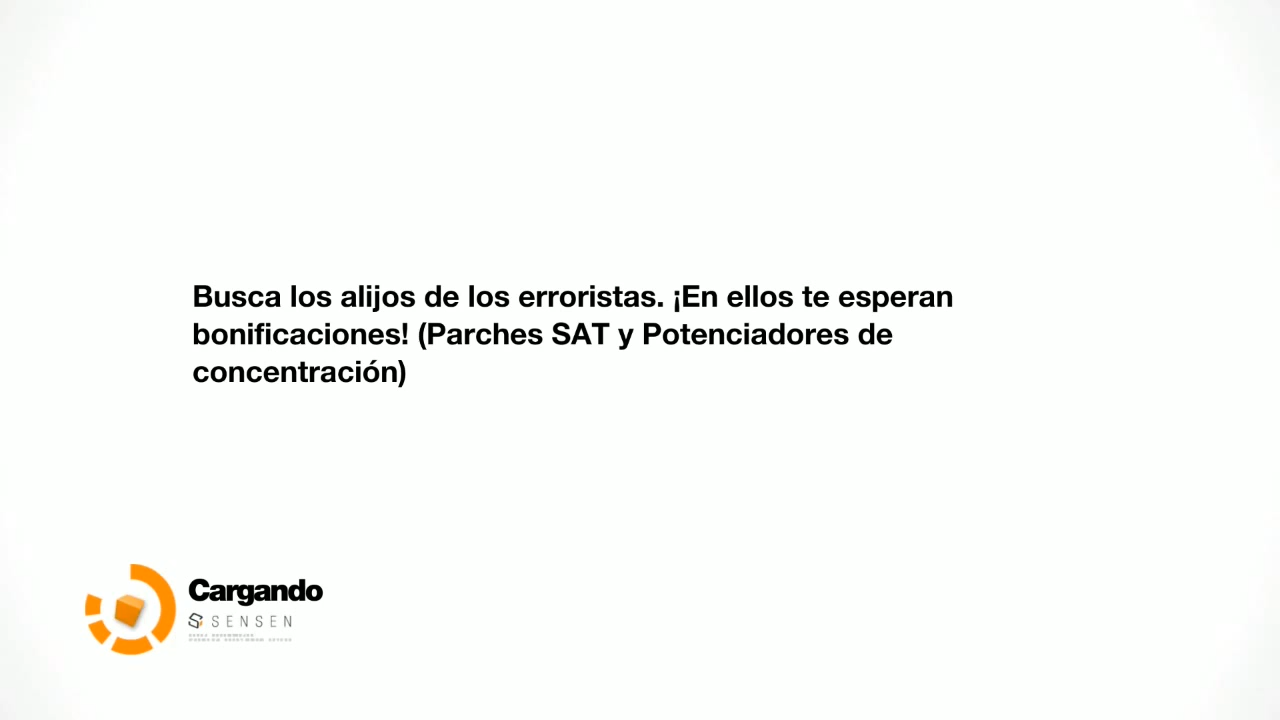 Busca los alijos de los erroristas. ¡En ellos te esperan
bonificaciones! (Parches SAT y Potenciadores de
concentración)
Cargando
SENSEN